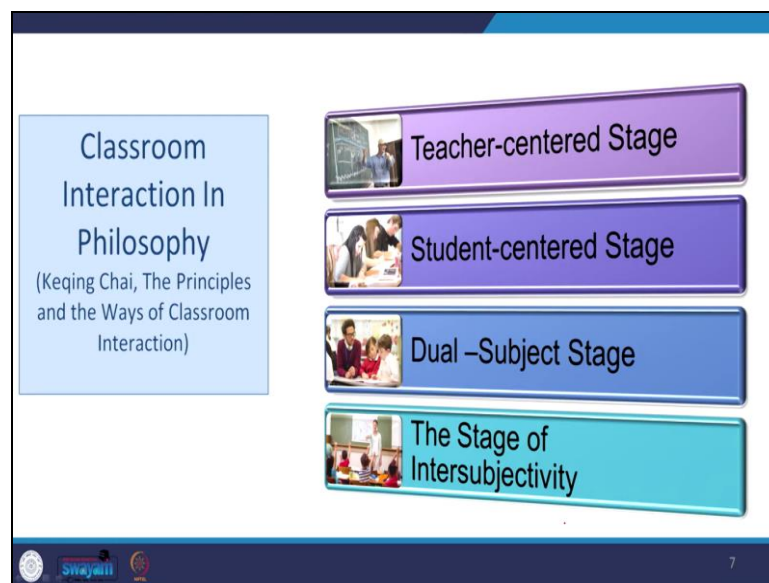 Classroom
Interaction In
Philosophy
(Keqing Chai, The Principles
and the Ways of Classroom
Interaction)
Teacher-centered Stage
Student-centered Stage
Dual –Subject Stage
The Stage of
Intersubjectivity
swayam
7